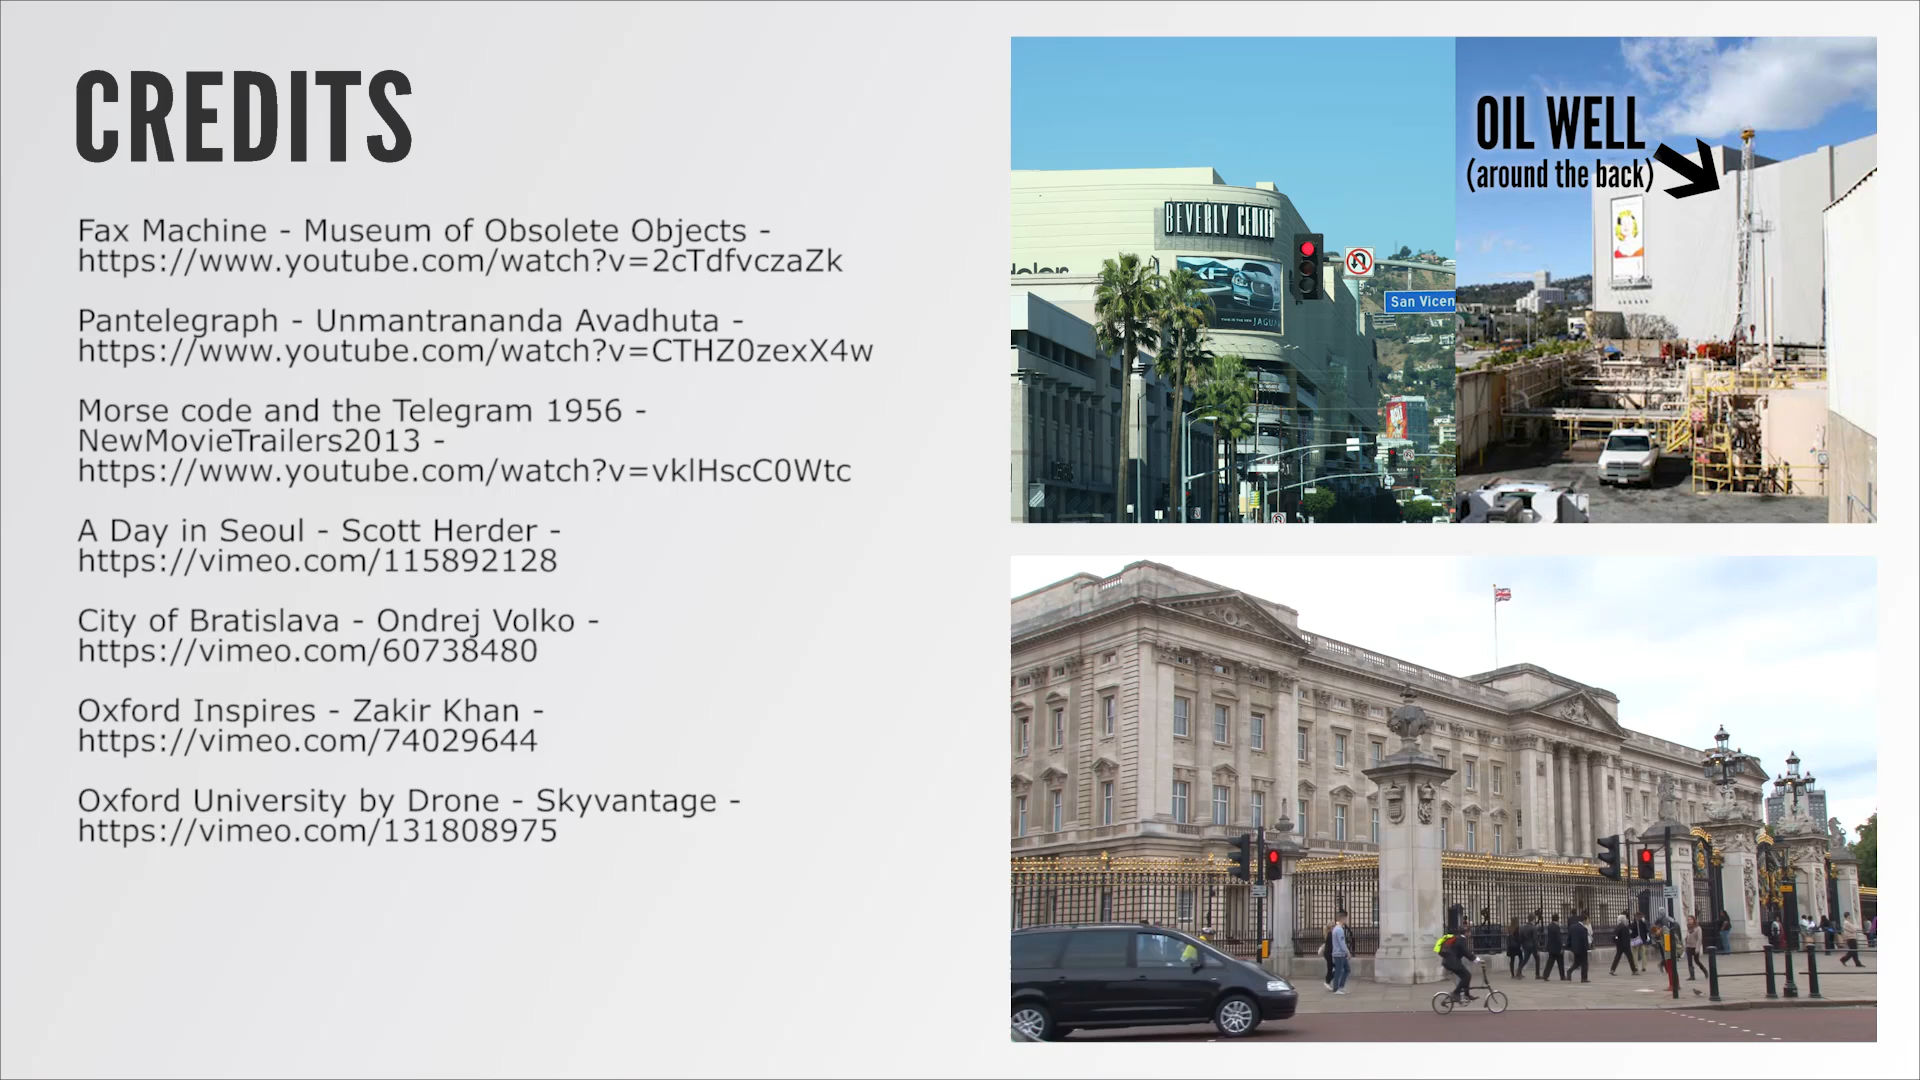 CREDITS
Fax Machine - Museum of Obsolete Objects -
https://www.youtube.com/watch?v=2cTdfvczaZk
Pantelegraph - Unmantrananda Avadhuta -
https://www.youtube.com/watch?v=CTHZ0zexX4w
Morse code and the Telegram 1956 -
NewMovieTrailers2013 -
https://www.youtube.com/watch?v=vklHscC0Wtc
A Day in Seoul - Scott Herder -
https://vimeo.com/115892128
City of Bratislava - Ondrej Volko -
https://vimeo.com/60738480
Oxford Inspires - Zakir Khan -
https://vimeo.com/74029644
Oxford University by Drone - Skyvantage -
https://vimeo.com/131808975
BEVERLY CENTER
XF
JAGU
San Vicen
OIL WELL
(around the back)